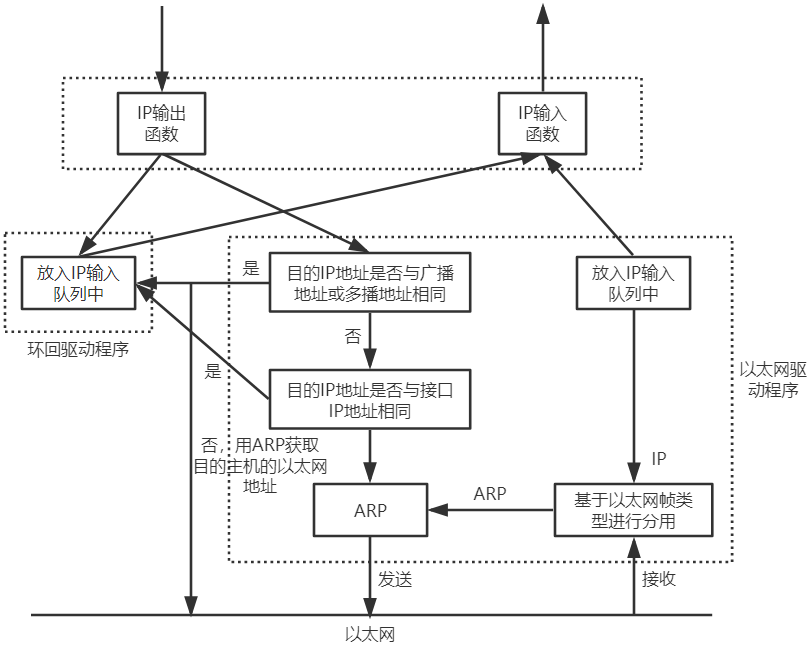 IP输出
函数
IP输入
函数
放入IP输入
队列中
环回驱动程序
是
目的IP地址是否与广播
地址或多播地址相同
否
目的IP地址是否与接口
IP地址相同
是
否，用ARP获取
目的主机的以太网
地址
ARP
ARP
放入IP输入
队列中
IP
基于以太网帧类
型进行分用
以太网驱
动程序
发送
接收
以太网